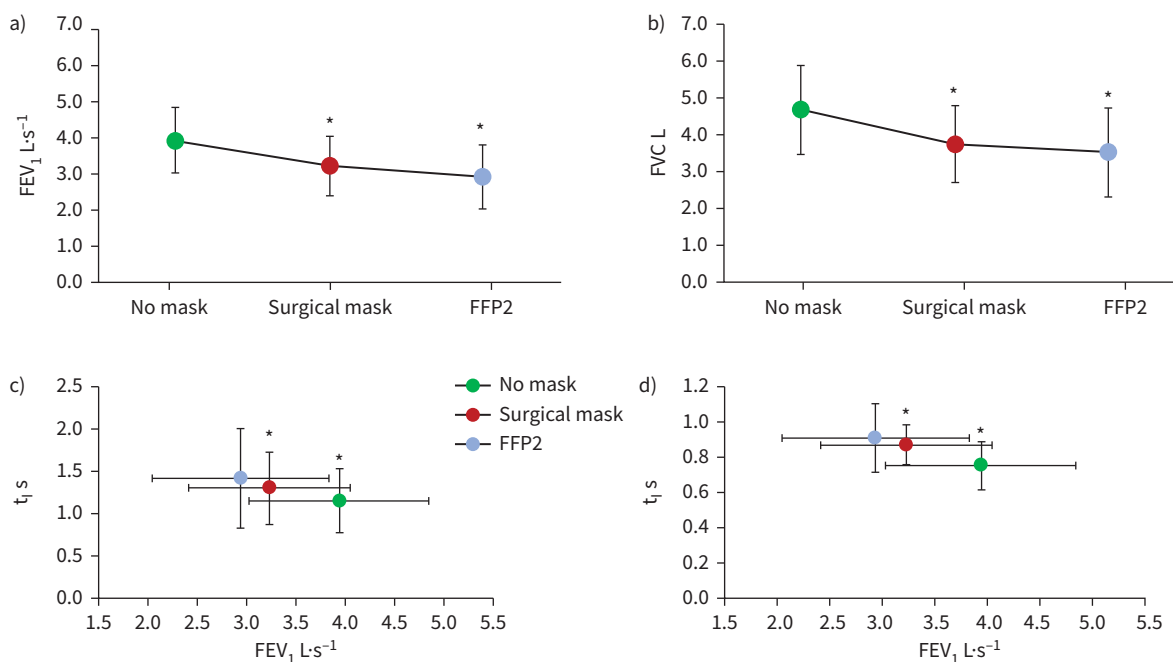 a)
7.0
6.0
5.0
4.0
3.0
2.0
1.0
0.0
FEV₁ L·s⁻¹
*
*
No mask
Surgical mask
FFP2
b)
7.0
6.0
5.0
4.0
3.0
2.0
1.0
0.0
FVC L
*
*
No mask
Surgical mask
FFP2
c)
2.5
2.0
1.5
1.0
0.5
0.0
tI s
*
*
No mask
Surgical mask
FFP2
1.5 2.0 2.5 3.0 3.5 4.0 4.5 5.0 5.5
FEV₁ L·s⁻¹
d)
1.2
1.0
0.8
0.6
0.4
0.2
0.0
tI s
*
*
1.5 2.0 2.5 3.0 3.5 4.0 4.5 5.0 5.5
FEV₁ L·s⁻¹